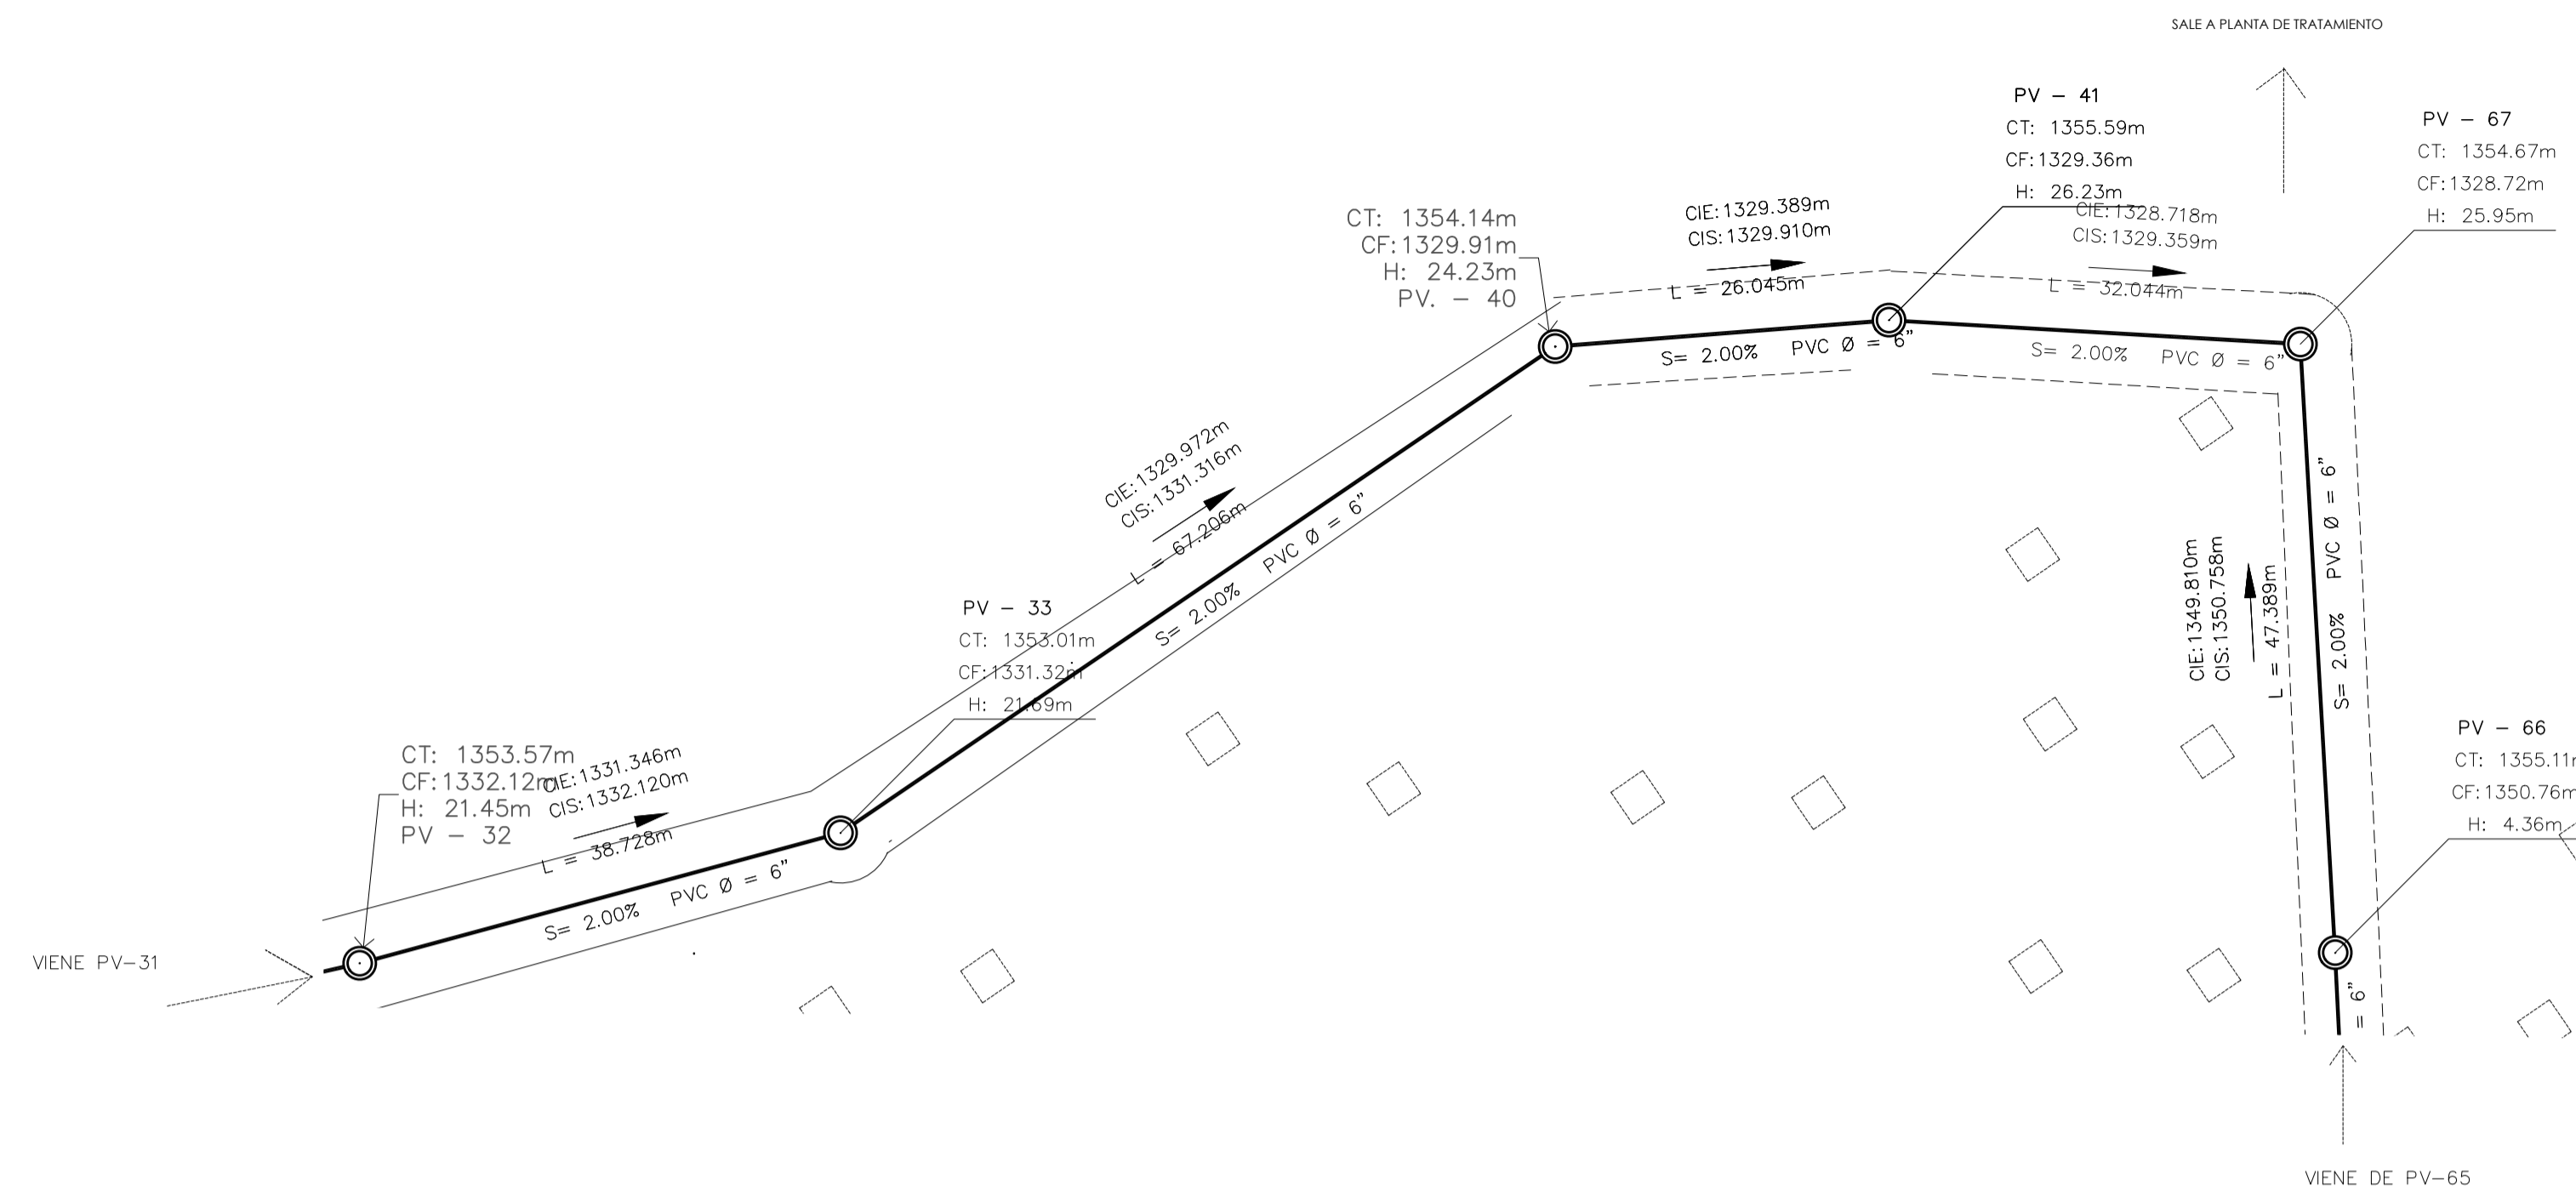 SALE A PLANTA DE TRATAMIENTO
PV - 41
CT: 1355.59m
CF:1329.36m
H: 26.23m
PV - 67
CT: 1354.67m
CF:1328.72m
H: 25.95m
CT: 1354.14m
CF:1329.91m
H: 24.23m
PV. - 40
CIE:1329.389m
CIS:1329.910m
L = 26.045m
S= 2.00% PVC Ø = 6"
CIE:1328.718m
CIS:1329.359m
L = 32.044m
S= 2.00% PVC Ø = 6"
CIE:1329.972m
CIS:1331.316m
L = 67.206m
S= 2.00% PVC Ø = 6"
PV - 33
CT: 1353.01m
CF:1331.32m
H: 21.69m
CIE:1349.810m
CIS:1350.758m
L = 47.389m
S= 2.00% PVC Ø = 6"
PV - 66
CT: 1355.11m
CF:1350.76m
H: 4.36m
CT: 1353.57m
CF:1332.12m
H: 21.45m
PV - 32
CIE:1331.346m
CIS:1332.120m
L = 38.728m
S= 2.00% PVC Ø = 6"
VIENE PV-31
= 6"
VIENE DE PV-65